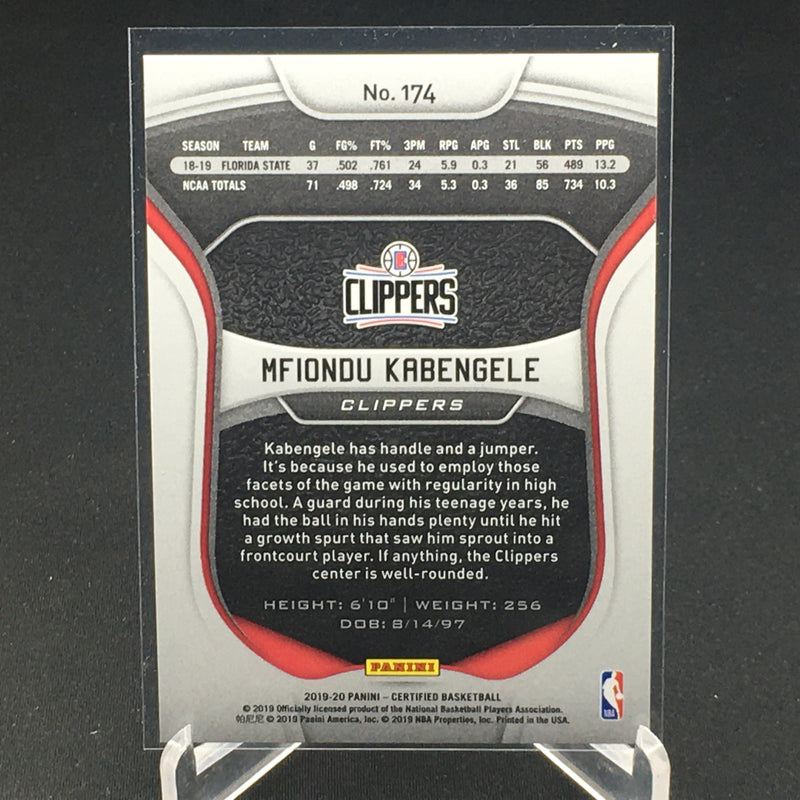 No. 174
SEASON TEAM G FG% FT% 3PM RPG APG STL BLK PTS PPG
18-19 FLORIDA STATE 37 .502 .761 24 5.9 0.3 21 56 489 13.2
NCAA TOTALS 71 .498 .724 34 5.3 0.3 36 85 734 10.3
CLIPPERS
MFIONDU KABENGELE
CLIPPERS
Kabengele has handle and a jumper.
It's because he used to employ those
facets of the game with regularity in high
school. A guard during his teenage years, he
had the ball in his hands plenty until he hit
a growth spurt that saw him sprout into a
frontcourt player. If anything, the Clippers
center is well-rounded.
HEIGHT: 6'10" | WEIGHT: 256
DOB: 8/14/97
PANINI
2019-20 PANINI – CERTIFIED BASKETBALL
© 2019 Officially licensed product of the National Basketball Players Association.
帕尼尼 © 2019 Panini America, Inc. © 2019 NBA Properties, Inc. Printed in the USA.
NBA